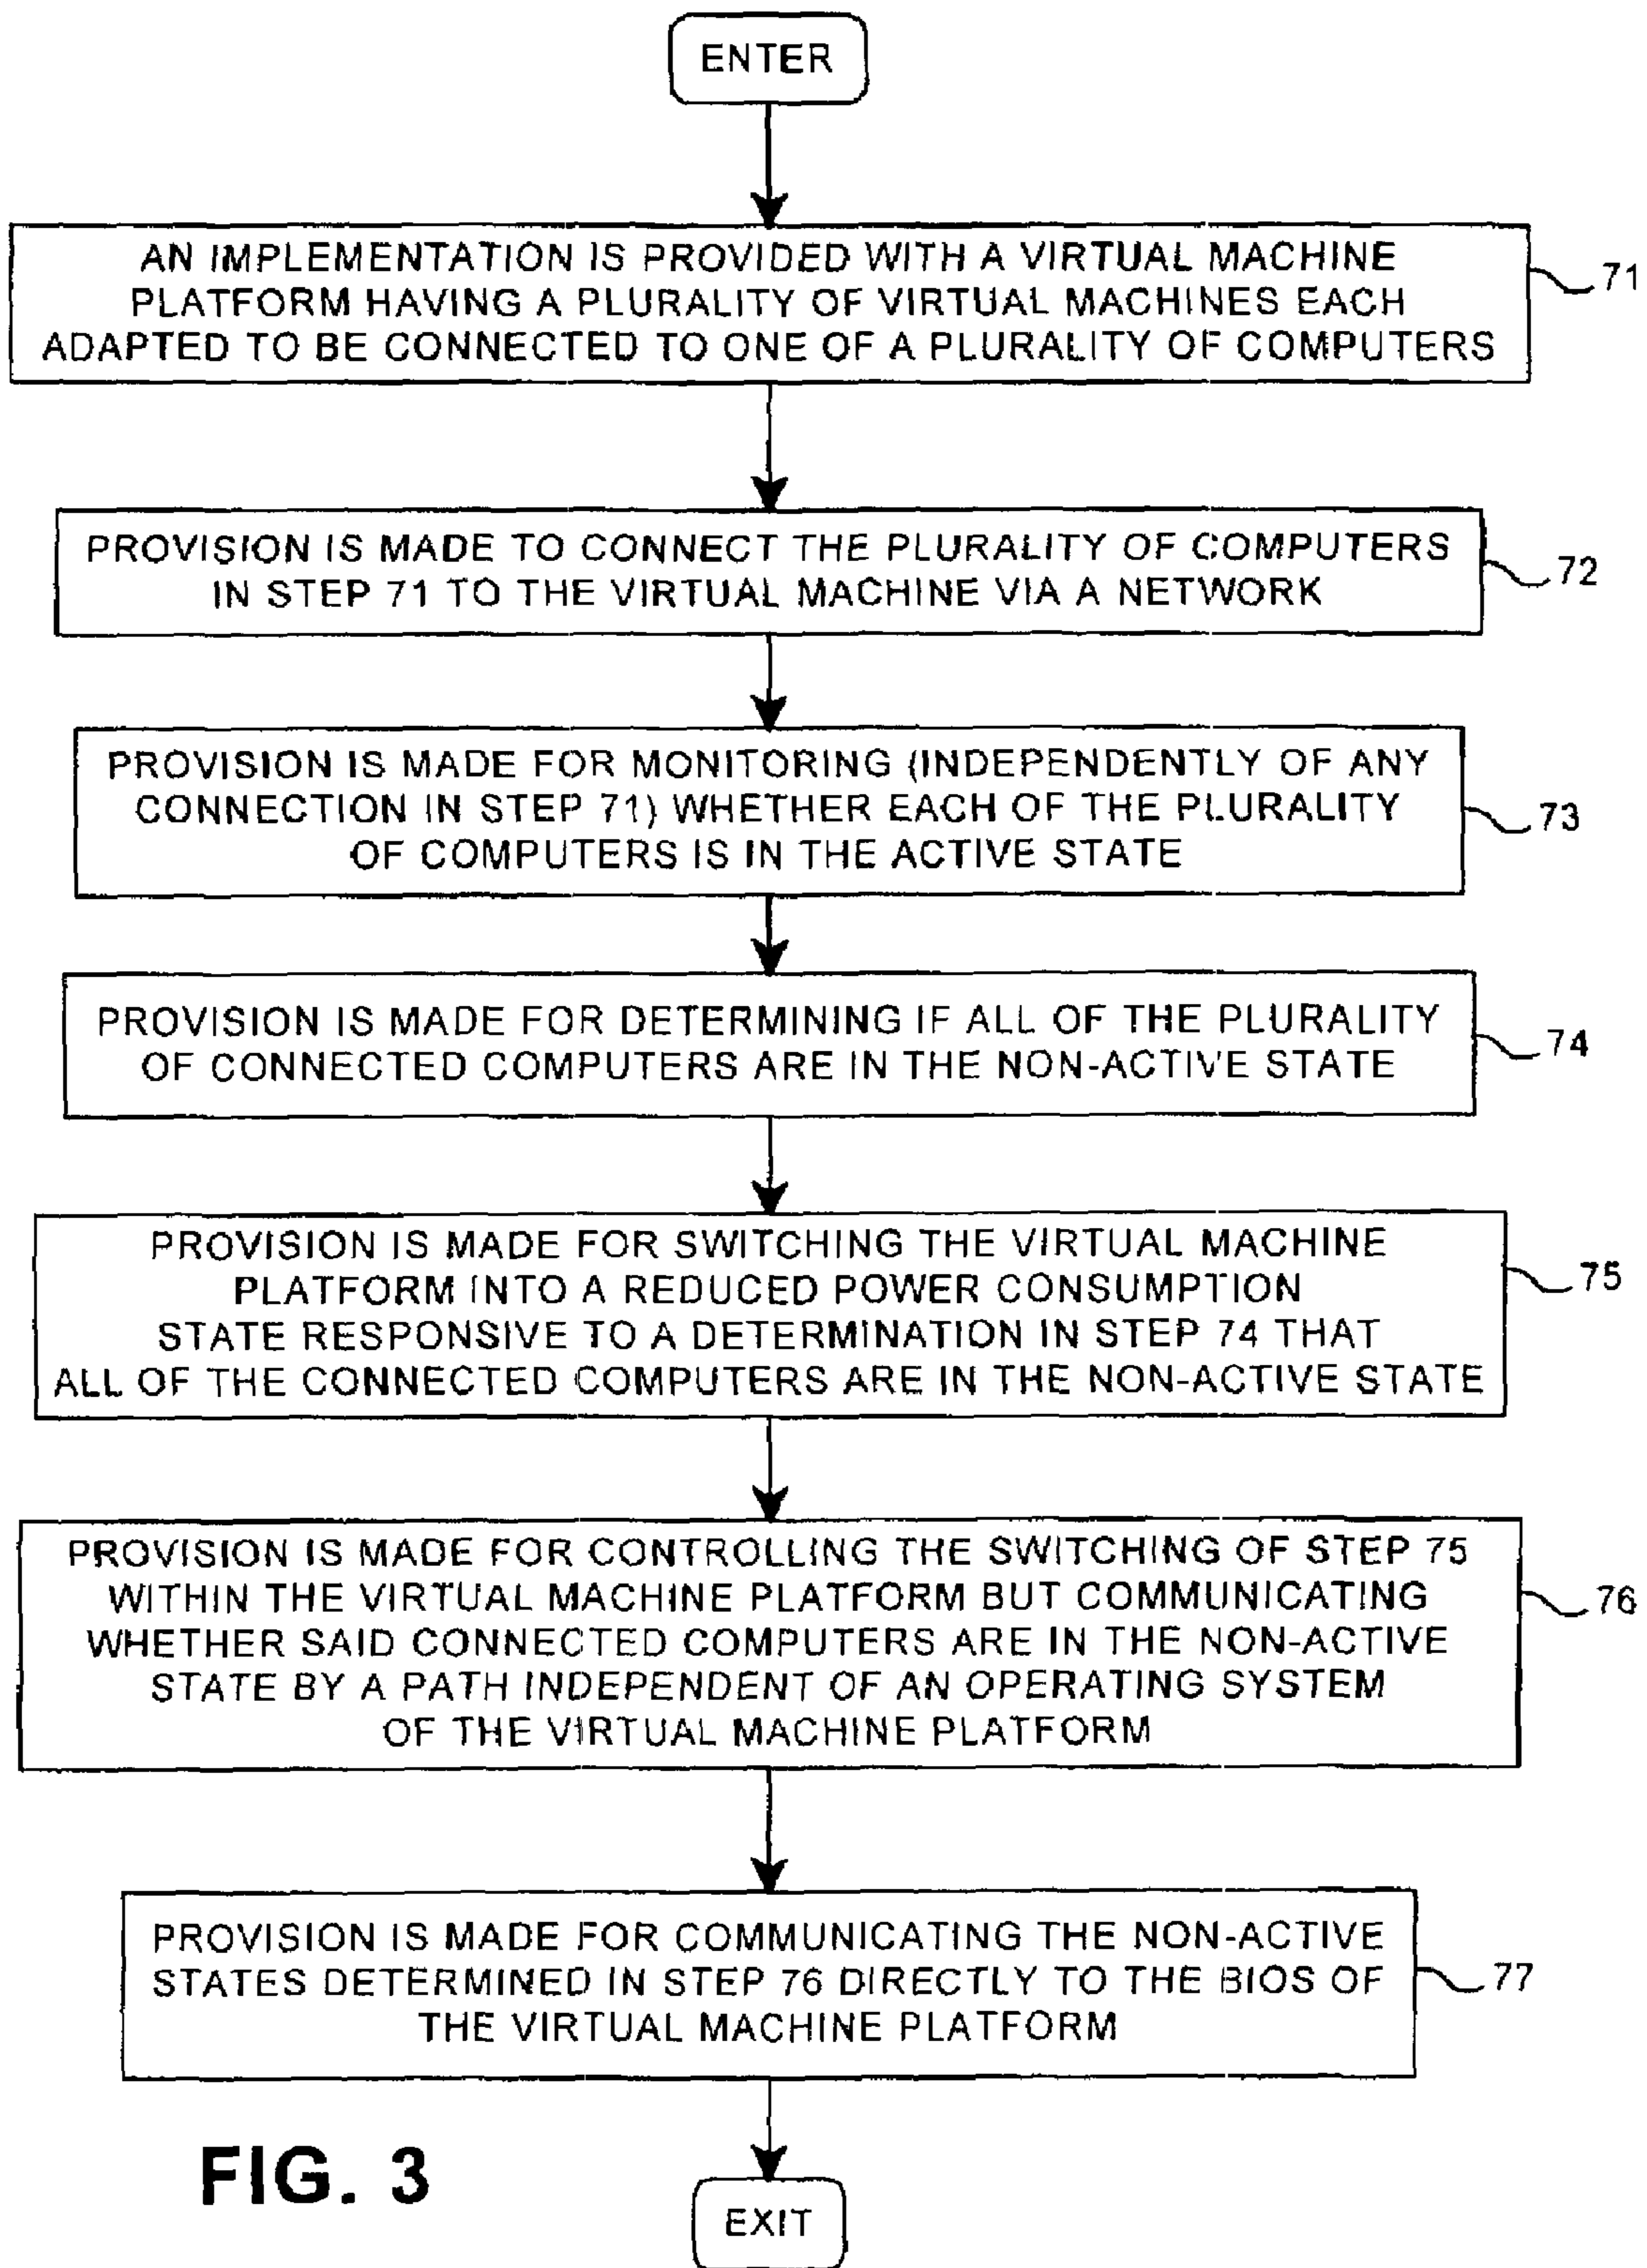 ENTER
AN IMPLEMENTATION IS PROVIDED WITH A VIRTUAL MACHINE
PLATFORM HAVING A PLURALITY OF VIRTUAL MACHINES EACH
ADAPTED TO BE CONNECTED TO ONE OF A PLURALITY OF COMPUTERS
71
PROVISION IS MADE TO CONNECT THE PLURALITY OF COMPUTERS
IN STEP 71 TO THE VIRTUAL MACHINE VIA A NETWORK
72
PROVISION IS MADE FOR MONITORING (INDEPENDENTLY OF ANY
CONNECTION IN STEP 71) WHETHER EACH OF THE PLURALITY
OF COMPUTERS IS IN THE ACTIVE STATE
73
PROVISION IS MADE FOR DETERMINING IF ALL OF THE PLURALITY
OF CONNECTED COMPUTERS ARE IN THE NON-ACTIVE STATE
74
PROVISION IS MADE FOR SWITCHING THE VIRTUAL MACHINE
PLATFORM INTO A REDUCED POWER CONSUMPTION
STATE RESPONSIVE TO A DETERMINATION IN STEP 74 THAT
ALL OF THE CONNECTED COMPUTERS ARE IN THE NON-ACTIVE STATE
75
PROVISION IS MADE FOR CONTROLLING THE SWITCHING OF STEP 75
WITHIN THE VIRTUAL MACHINE PLATFORM BUT COMMUNICATING
WHETHER SAID CONNECTED COMPUTERS ARE IN THE NON-ACTIVE
STATE BY A PATH INDEPENDENT OF AN OPERATING SYSTEM
OF THE VIRTUAL MACHINE PLATFORM
76
PROVISION IS MADE FOR COMMUNICATING THE NON-ACTIVE
STATES DETERMINED IN STEP 76 DIRECTLY TO THE BIOS OF
THE VIRTUAL MACHINE PLATFORM
77
FIG. 3
EXIT